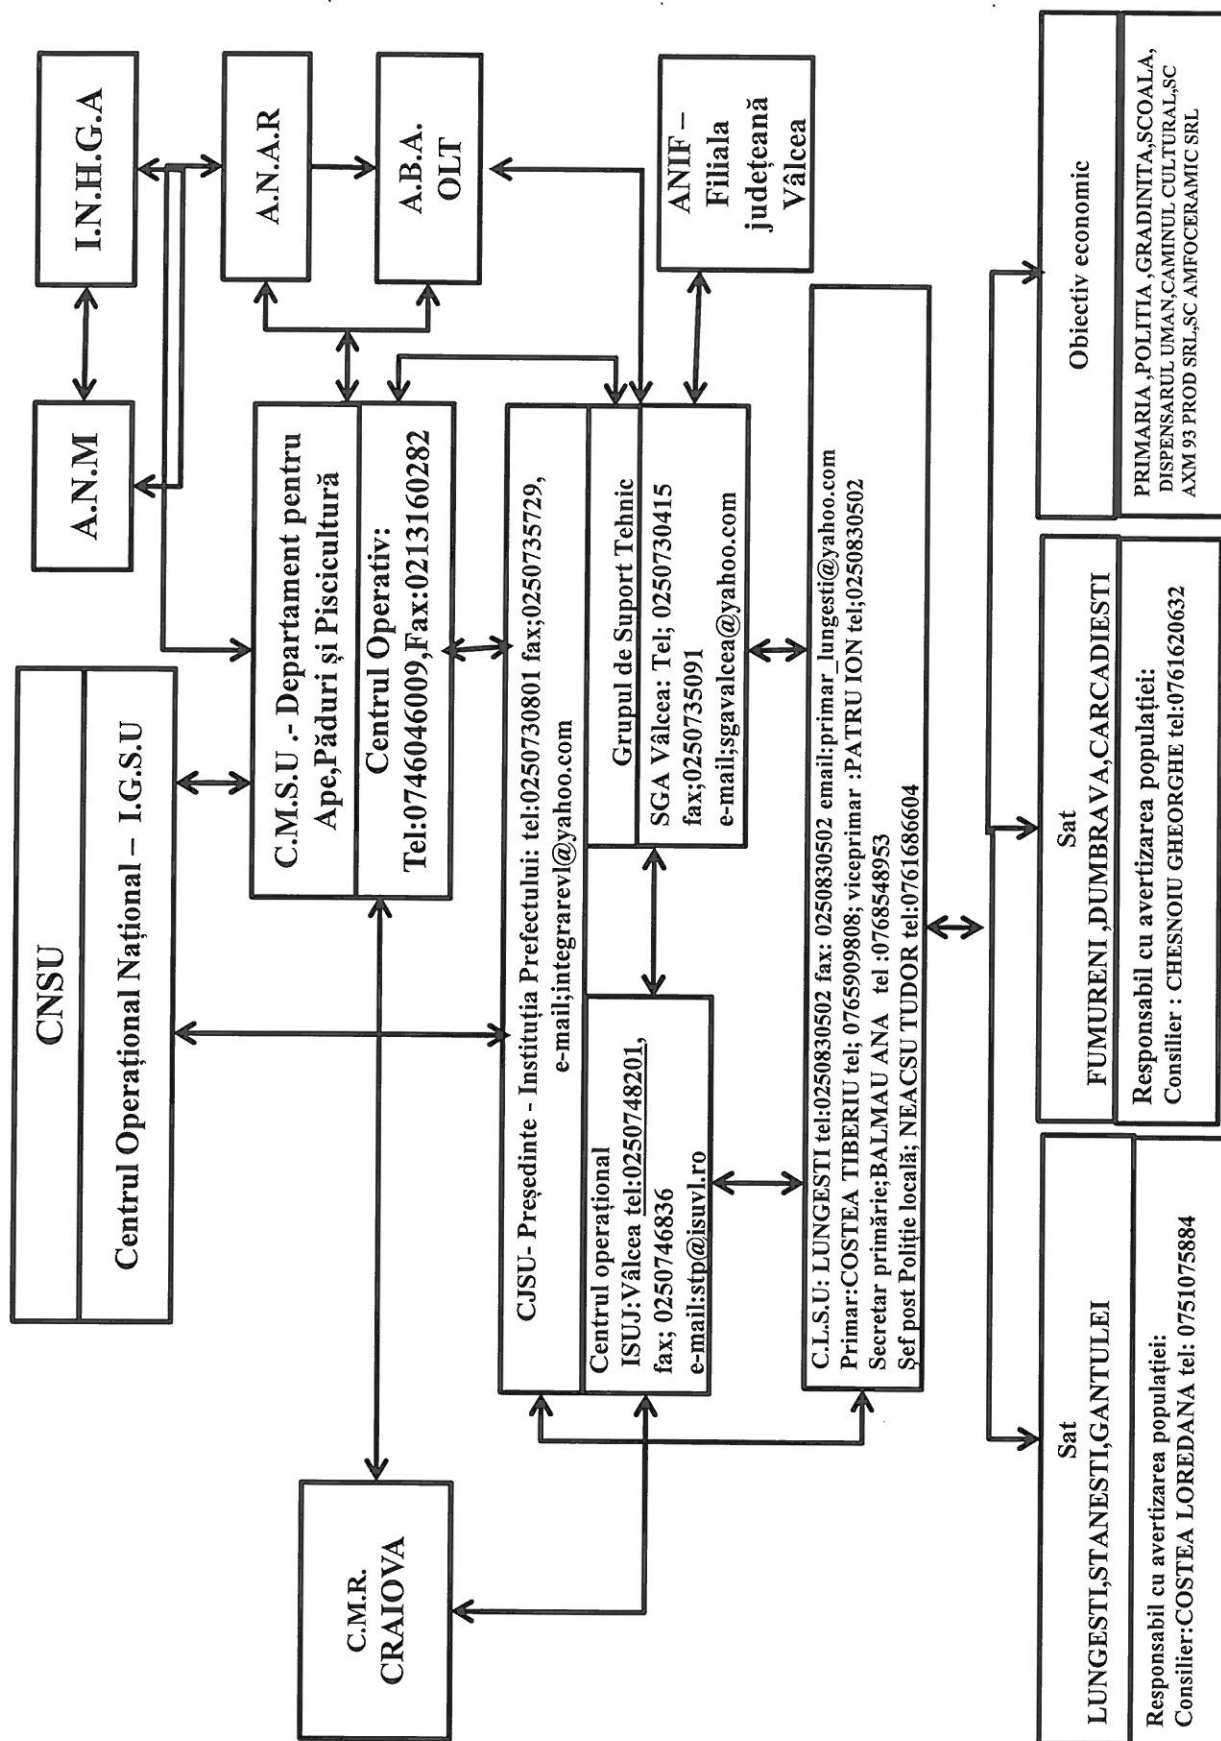 CNSU
Centrul Operațional Național – I.G.S.U
A.N.M
I.N.H.G.A
A.N.A.R
A.B.A.
OLT
C.M.S.U .- Departament pentru
Ape,Păduri și Piscicultură
Centrul Operativ:
Tel:0746046009,Fax:0213160282
C.M.R.
CRAIOVA
CJSU- Președinte - Instituția Prefectului: tel:0250730801 fax;0250735729,
e-mail;integrarevl@yahoo.com
Centrul operațional
ISUJ:Vâlcea tel:0250748201,
fax; 0250746836
e-mail:stp@isuvl.ro
Grupul de Suport Tehnic
SGA Vâlcea: Tel; 0250730415
fax;0250735091
e-mail;sgavalcea@yahoo.com
ANIF –
Filiala
județeană
Vâlcea
C.L.S.U: LUNGESTI tel:0250830502 fax: 0250830502 email:primar_lungesti@yahoo.com
Primar:COSTEA TIBERIU tel; 0765909808; viceprimar :PATRU ION tel;0250830502
Secretar primărie;BALMAU ANA tel :0768548953
Șef post Poliție locală; NEACSU TUDOR tel:0761686604
Sat
LUNGESTI,STANESTI,GANTULEI
Responsabil cu avertizarea populației:
Consilier:COSTEA LOREDANA tel: 0751075884
Sat
FUMURENI ,DUMBRAVA,CARCADIESTI
Responsabil cu avertizarea populației:
Consilier : CHESNOIU GHEORGHE tel:0761620632
Obiectiv economic
PRIMARIA ,POLITIA ,GRADINITA,SCOALA,
DISPENSARUL UMAN,CAMINUL CULTURAL,SC
AXM 93 PROD SRL,SC AMFOCERAMIC SRL